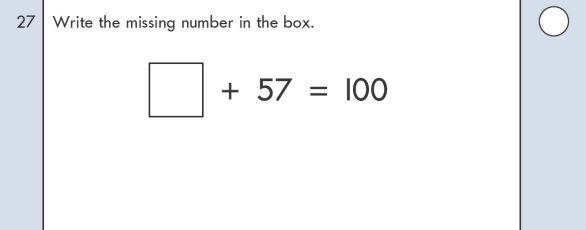 27 Write the missing number in the box.
+ 57 = 100